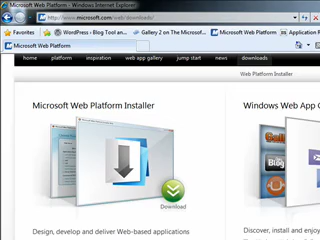 Microsoft Web Platform - Windows Internet Explorer
http://www.microsoft.com/web/downloads/
Favorites
WordPress › Blog Tool an...
Gallery 2 On The Microsof...
Microsoft Web Platform
Application R
Microsoft Web Platform
home
platform
inspiration
web app gallery
jump start
news
downloads
Web Platform Installer
Microsoft Web Platform Installer
Windows Web App G
Gall
Blog
Download
Design, develop and deliver Web-based applications
Discover, install and enjoy